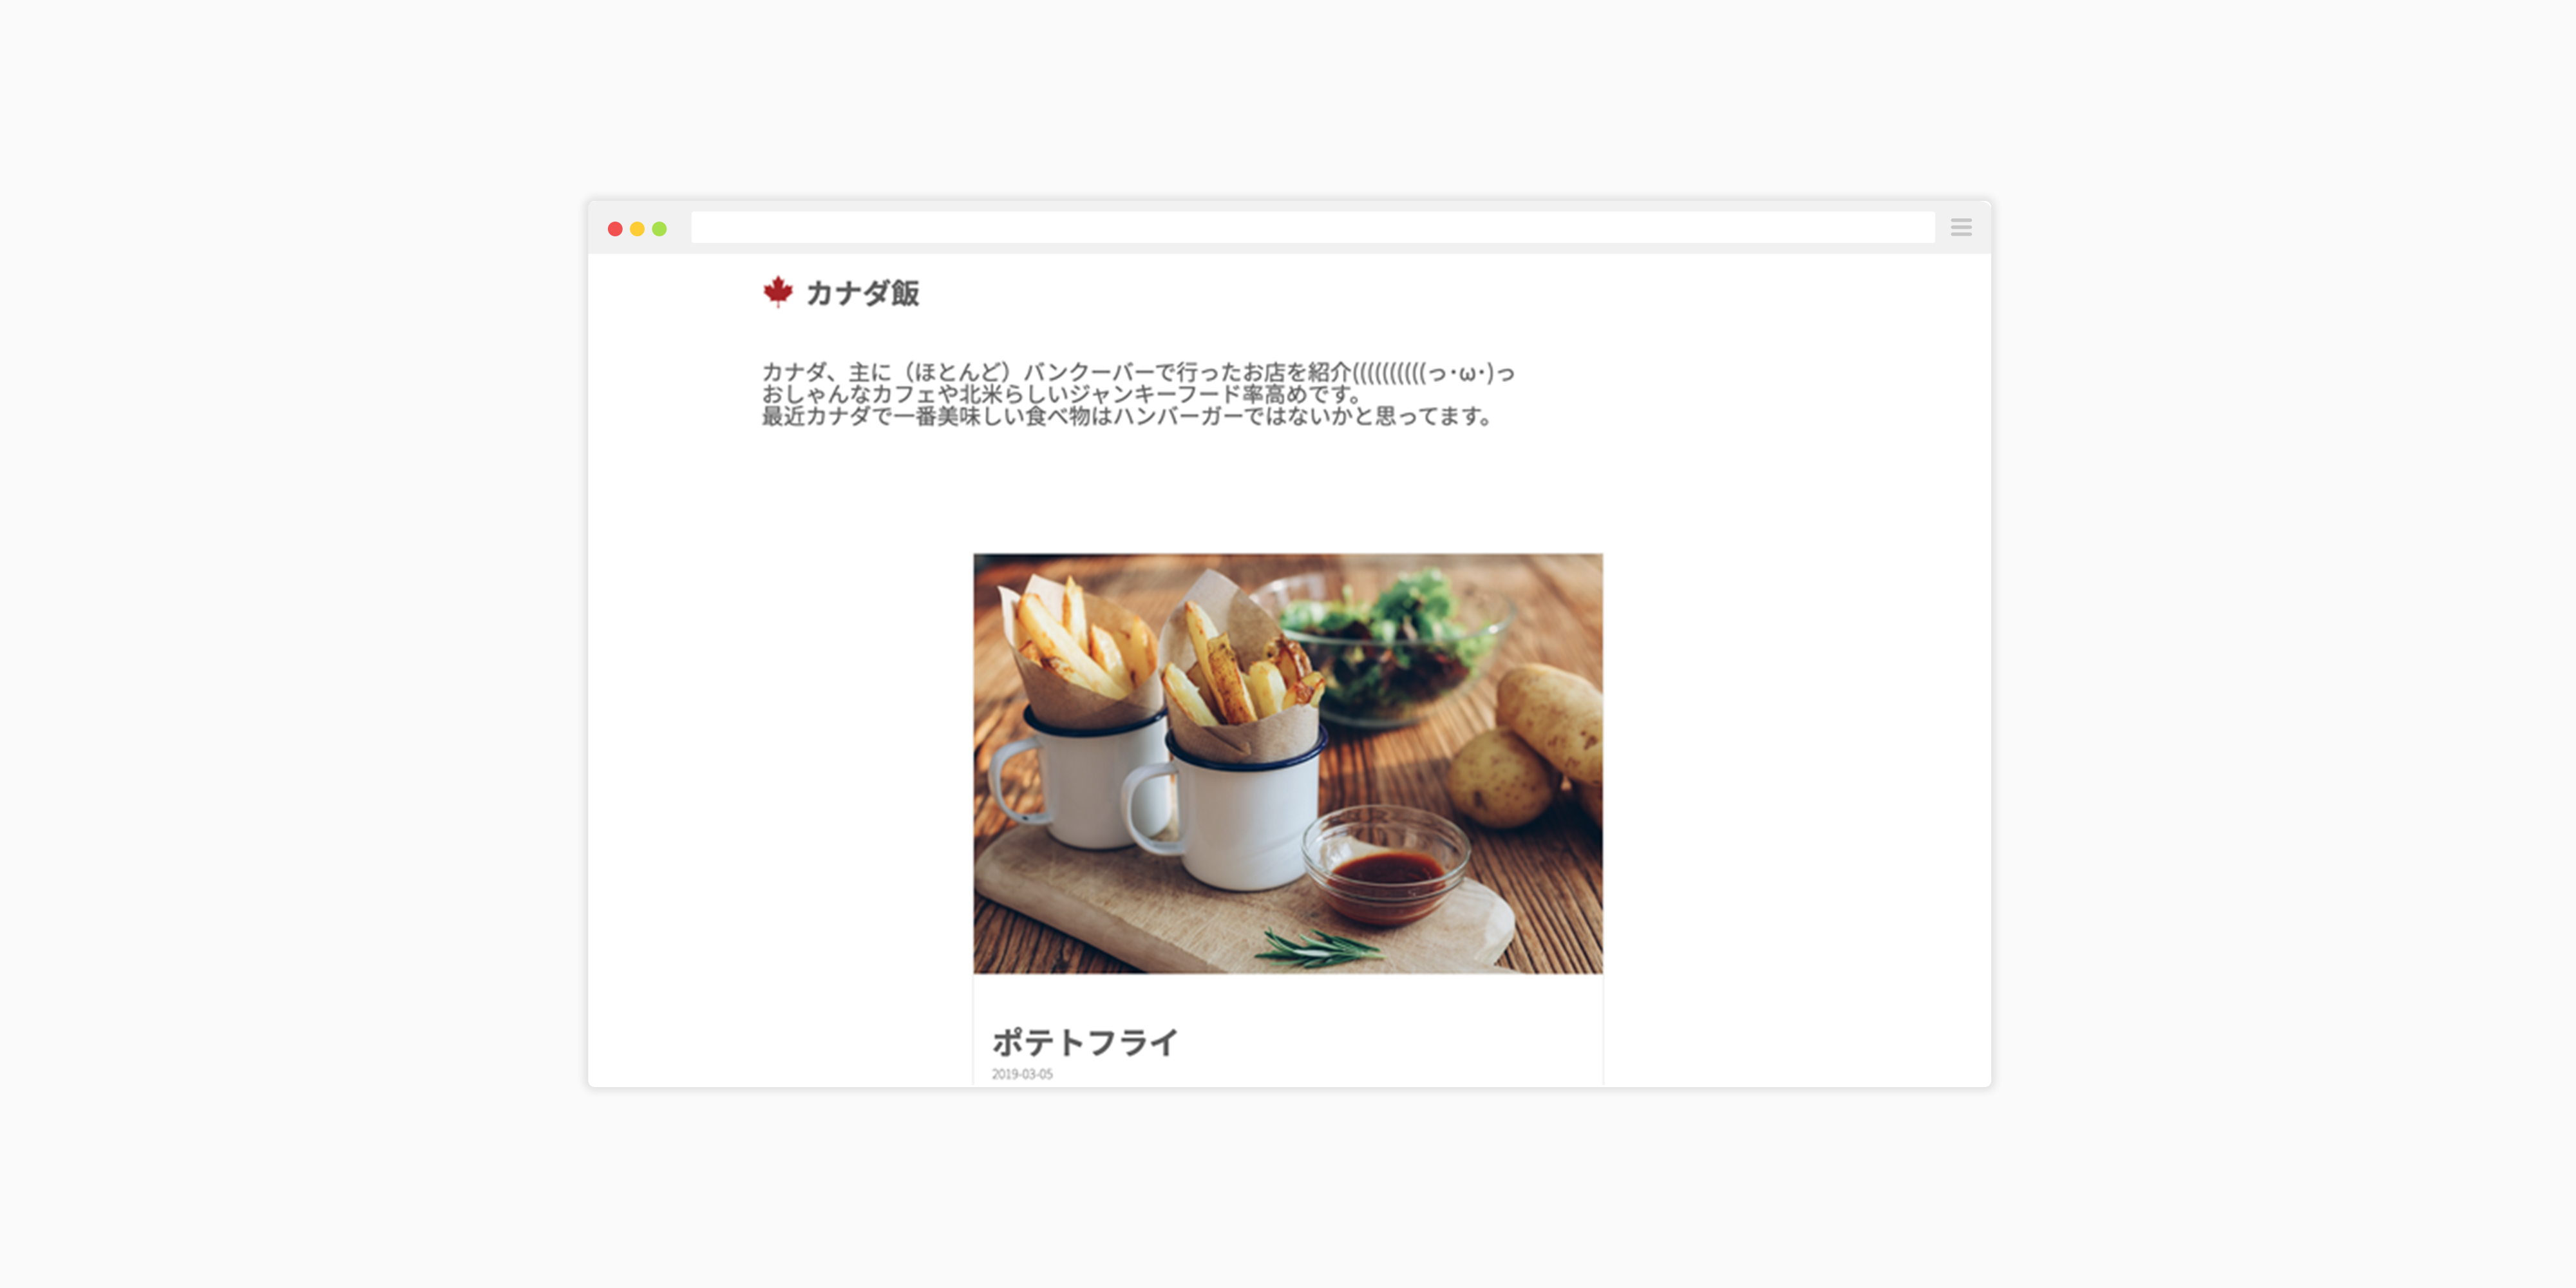 カナダ飯
カナダ、主に（ほとんど）バンクーバーで行ったお店を紹介((((((((((っ･ω･)っ
おしゃんなカフェや北米らしいジャンキーフード率高めです。
最近カナダで一番美味しい食べ物はハンバーガーではないかと思ってます。
ポテトフライ
2019-03-05